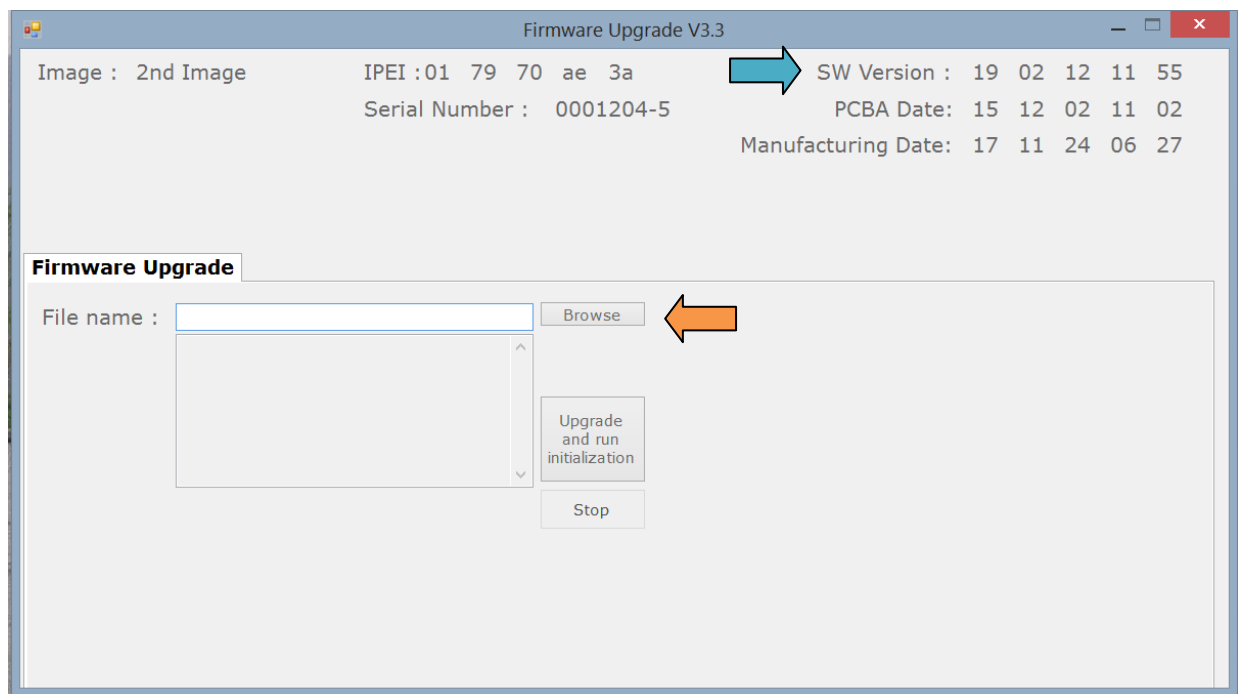 Firmware Upgrade V3.3
Image : 2nd Image IPEI :01 79 70 ae 3a SW Version : 19 02 12 11 55
Serial Number : 0001204-5 PCBA Date: 15 12 02 11 02
Manufacturing Date: 17 11 24 06 27
Firmware Upgrade
File name : Browse
Upgrade
and run
initialization
Stop